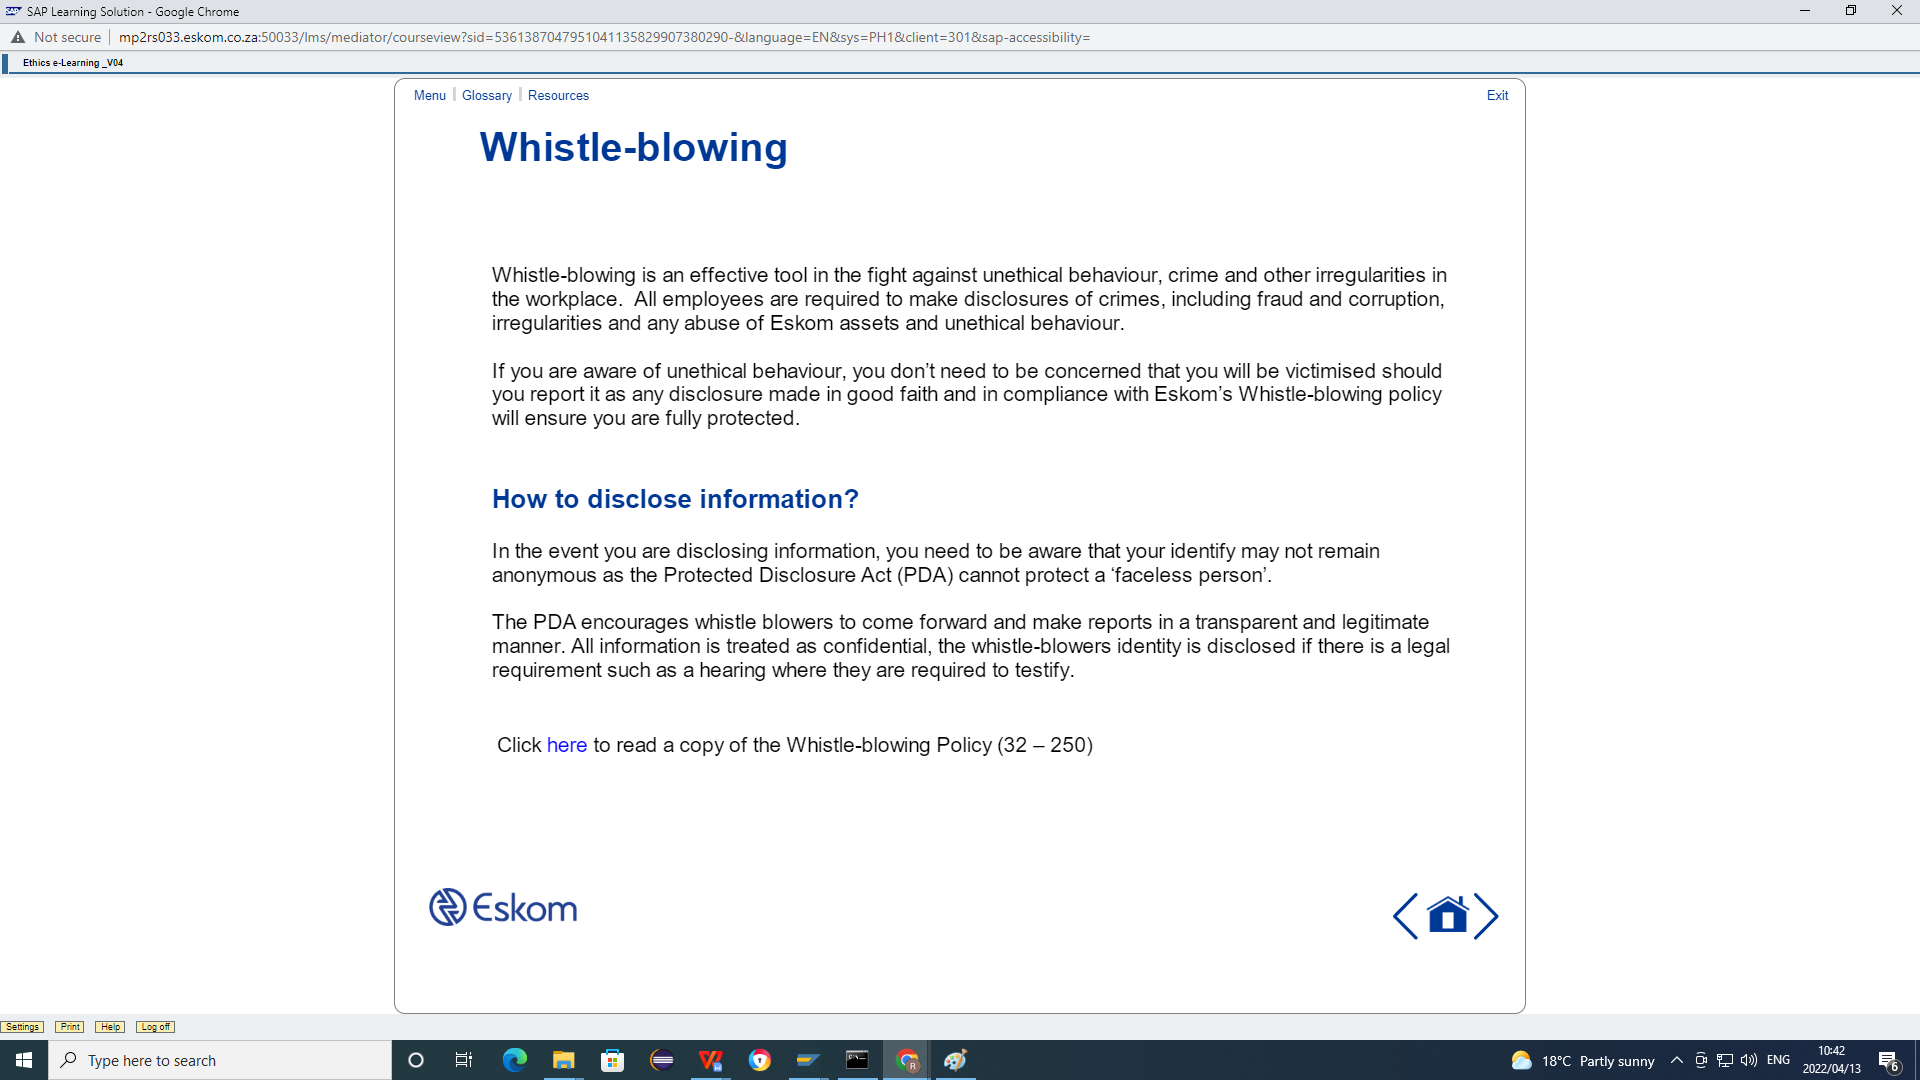 SAP Learning Solution - Google Chrome
Not secure mp2rs033.eskom.co.za:50033/lms/mediator/courseview?sid=5361387047951041135829907380290-&language=EN&sys=PH1&client=301&sap-accessibility=
Ethics e-Learning _V04
Menu Glossary Resources Exit
Whistle-blowing
Whistle-blowing is an effective tool in the fight against unethical behaviour, crime and other irregularities in
the workplace. All employees are required to make disclosures of crimes, including fraud and corruption,
irregularities and any abuse of Eskom assets and unethical behaviour.
If you are aware of unethical behaviour, you don’t need to be concerned that you will be victimised should
you report it as any disclosure made in good faith and in compliance with Eskom’s Whistle-blowing policy
will ensure you are fully protected.
How to disclose information?
In the event you are disclosing information, you need to be aware that your identify may not remain
anonymous as the Protected Disclosure Act (PDA) cannot protect a ‘faceless person’.
The PDA encourages whistle blowers to come forward and make reports in a transparent and legitimate
manner. All information is treated as confidential, the whistle-blowers identity is disclosed if there is a legal
requirement such as a hearing where they are required to testify.
Click here to read a copy of the Whistle-blowing Policy (32 – 250)
Eskom
Settings Print Help Log off
Type here to search
18°C Partly sunny ENG
10:42
2022/04/13
6